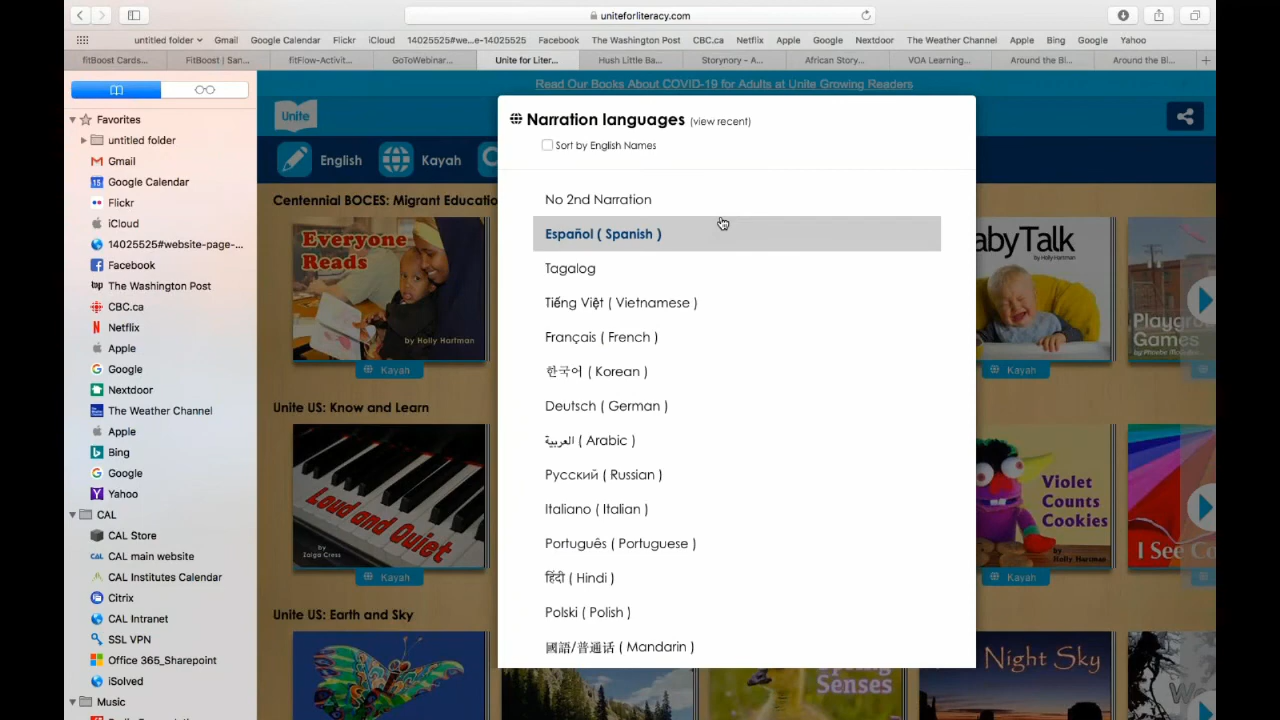 uniteforliteracy.com
untitled folder
Gmail
Google Calendar
Flickr
iCloud
14025525#we...e-14025525
Facebook
The Washington Post
CBC.ca
Netflix
Apple
Google
Nextdoor
The Weather Channel
Apple
Bing
Google
Yahoo
fitBoost Cards...
fitBoost | San...
fitFlow-Activit...
GoToWebinar...
Unite for Liter...
Hush Little Ba...
Storynory - A...
African Story...
VOA Learning...
Around the Bl...
Around the Bl...
Favorites
untitled folder
Gmail
Google Calendar
Flickr
iCloud
14025525#website-page-...
Facebook
The Washington Post
CBC.ca
Netflix
Apple
Google
Nextdoor
The Weather Channel
Apple
Bing
Google
Yahoo
CAL
CAL Store
CAL main website
CAL Institutes Calendar
Citrix
CAL Intranet
SSL VPN
Office 365_Sharepoint
iSolved
Music
Read Our Books About COVID-19 for Adults at Unite Growing Readers
Unite
English
Kayah
Narration languages (view recent)
Sort by English Names
No 2nd Narration
Español ( Spanish )
Tagalog
Tiếng Việt ( Vietnamese )
Français ( French )
한국어 ( Korean )
Deutsch ( German )
العربية ( Arabic )
Русский ( Russian )
Italiano ( Italian )
Português ( Portuguese )
हिंदी ( Hindi )
Polski ( Polish )
國語/普通话 ( Mandarin )
Centennial BOCES: Migrant Educatio
Everyone
Reads
by Holly Hartman
Kayah
abyTalk
by Holly Hartman
Kayah
Playgro
Games
Unite US: Know and Learn
Loud and Quiet
by
Zaiga Cress
Kayah
Violet
Counts
Cookies
by Holly Hartman
Kayah
I See Co
Unite US: Earth and Sky
Senses
Night Sky
W